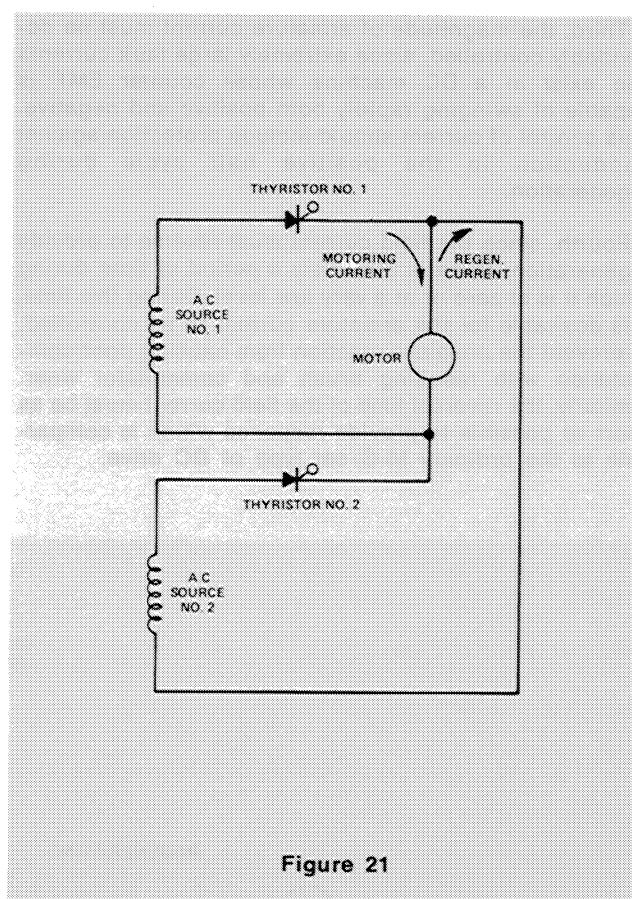 THYRISTOR NO. 1
MOTORING
CURRENT
REGEN.
CURRENT
A C
SOURCE
NO. 1
MOTOR
THYRISTOR NO. 2
A C
SOURCE
NO. 2
Figure 21